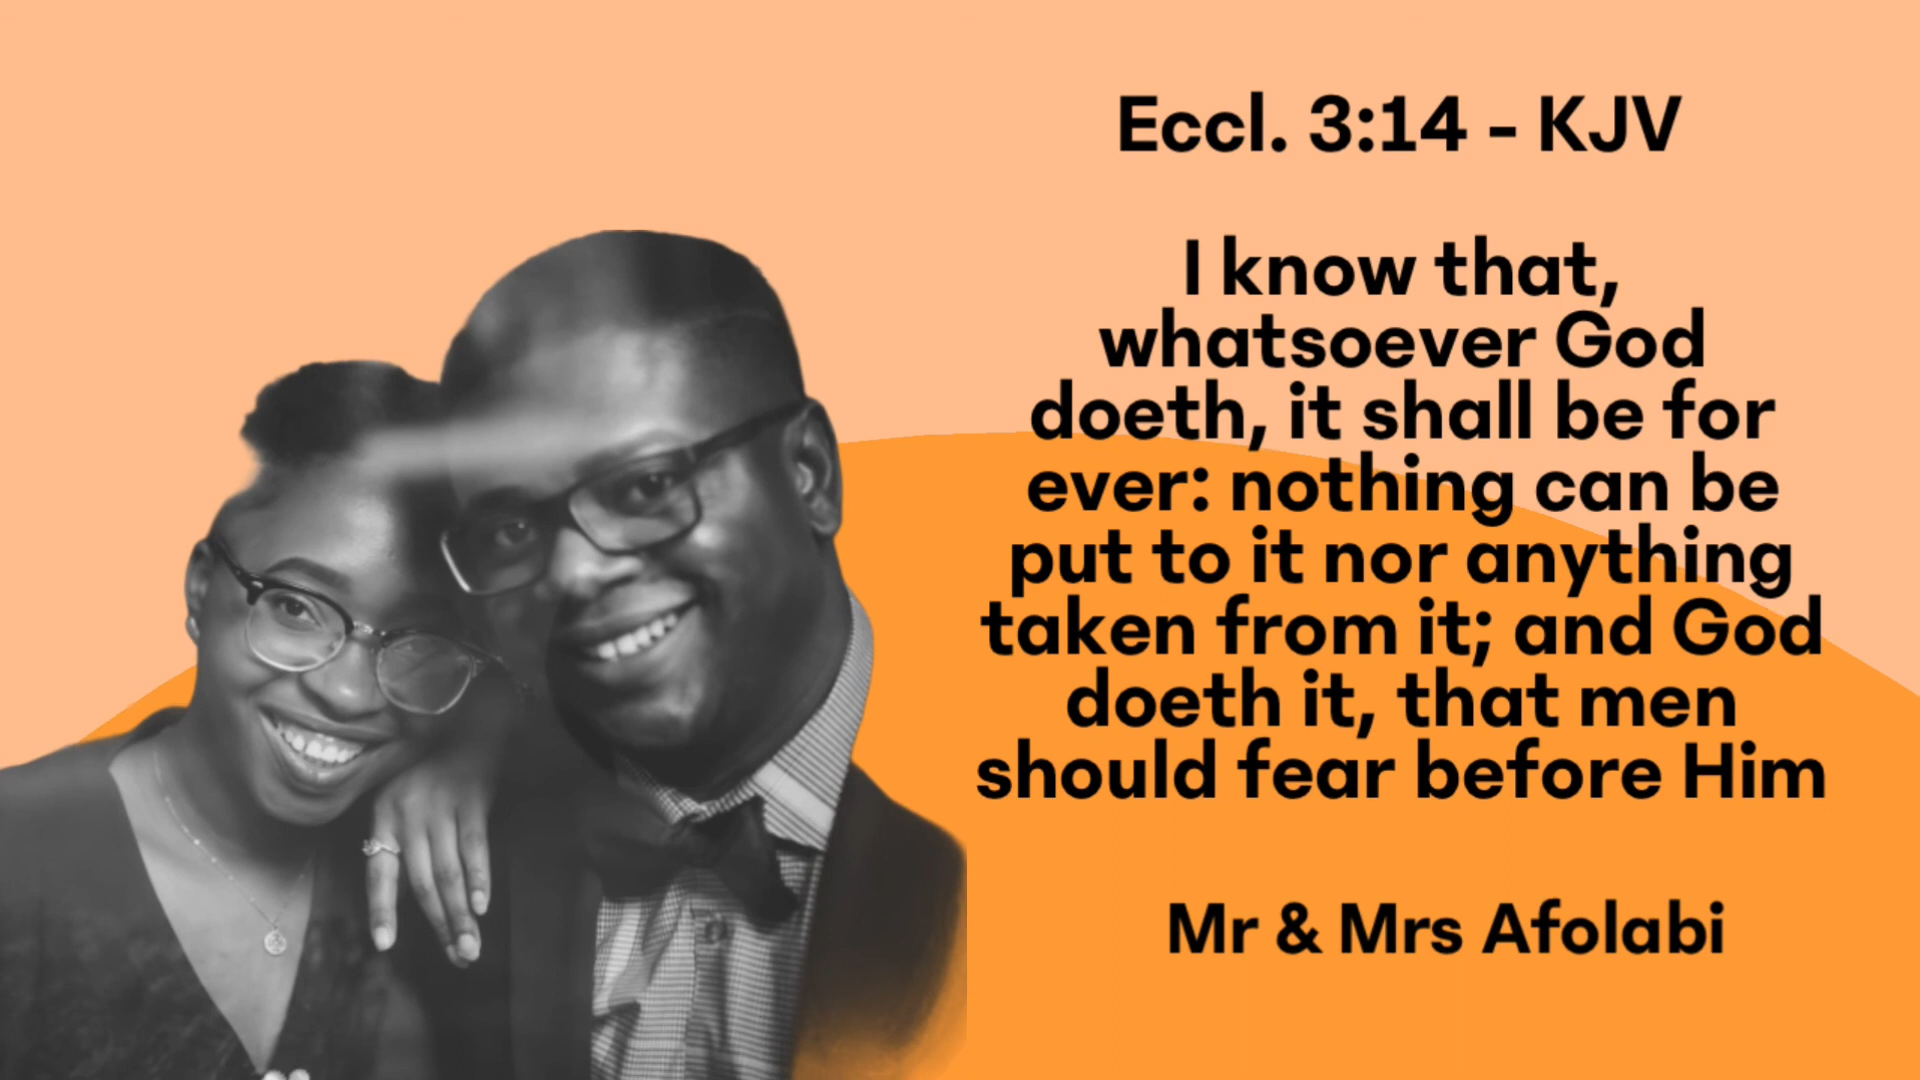 Eccl. 3:14 - KJV
I know that,
whatsoever God
doeth, it shall be for
ever: nothing can be
put to it nor anything
taken from it; and God
doeth it, that men
should fear before Him
Mr & Mrs Afolabi